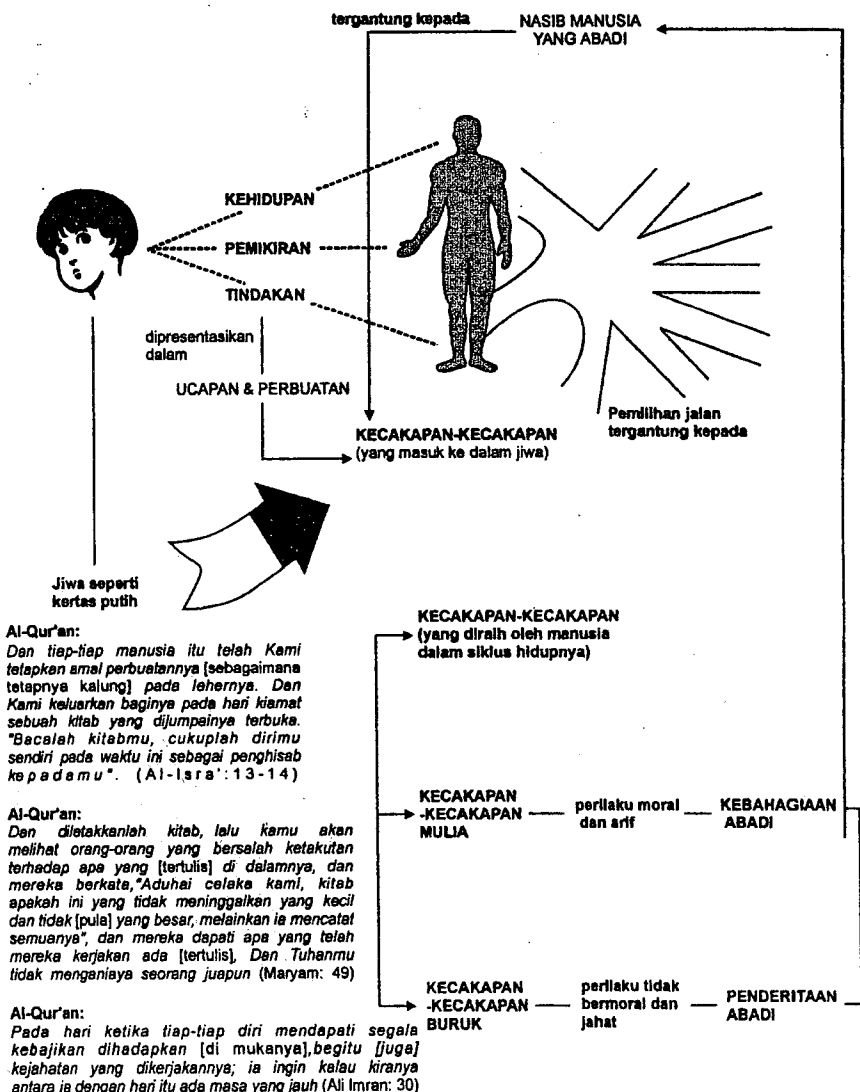 tergantung kepada
NASIB MANUSIA
YANG ABADI
KEHIDUPAN
PEMIKIRAN
TINDAKAN
dipresentasikan
dalam
UCAPAN & PERBUATAN
KECAKAPAN-KECAKAPAN
(yang masuk ke dalam jiwa)
Pemilihan jalan
tergantung kepada
Jiwa seperti
kertas putih
Al-Qur'an:
Dan tiap-tiap manusia itu telah Kami
tetapkan amal perbuatannya [sebagaimana
tetapnya kalung] pada lehernya. Dan
Kami keluarkan baginya pada hari kiamat
sebuah kitab yang dijumpainya terbuka.
"Bacalah kitabmu, cukuplah dirimu
sendiri pada waktu ini sebagai penghisab
kepadamu". (Al-Isra': 13-14)
Al-Qur'an:
Dan diletakkanlah kitab, lalu kamu akan
melihat orang-orang yang bersalah ketakutan
terhadap apa yang [tertulis] di dalamnya, dan
mereka berkata, "Aduhai celaka kami, kitab
apakah ini yang tidak meninggalkan yang kecil
dan tidak [pula] yang besar, melainkan ia mencatat
semuanya", dan mereka dapati apa yang telah
mereka kerjakan ada [tertulis], Dan Tuhanmu
tidak menganiaya seorang juapun (Maryam: 49)
Al-Qur'an:
Pada hari ketika tiap-tiap diri mendapati segala
kebajikan dihadapkan [di mukanya], begitu [juga]
kejahatan yang dikerjakannya; ia ingin kalau kiranya
antara ia dengan hari itu ada masa yang jauh (Ali Imran: 30)
KECAKAPAN-KECAKAPAN
(yang diraih oleh manusia
dalam siklus hidupnya)
KECAKAPAN
-KECAKAPAN
MULIA
perilaku moral
dan arif
KEBAHAGIAAN
ABADI
KECAKAPAN
-KECAKAPAN
BURUK
perilaku tidak
bermoral dan
jahat
PENDERITAAN
ABADI